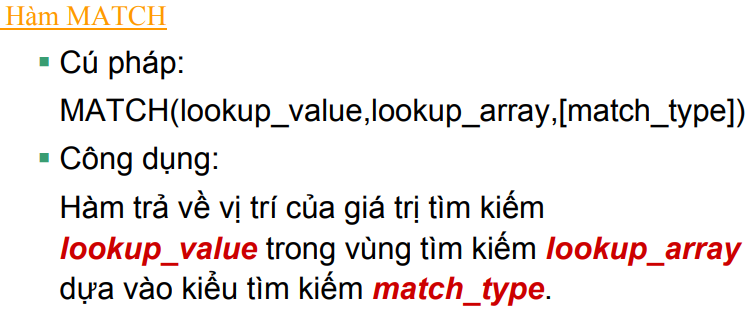 Hàm MATCH
▪ Cú pháp:
MATCH(lookup_value,lookup_array,[match_type])
▪ Công dụng:
Hàm trả về vị trí của giá trị tìm kiếm
lookup_value trong vùng tìm kiếm lookup_array
dựa vào kiểu tìm kiếm match_type.